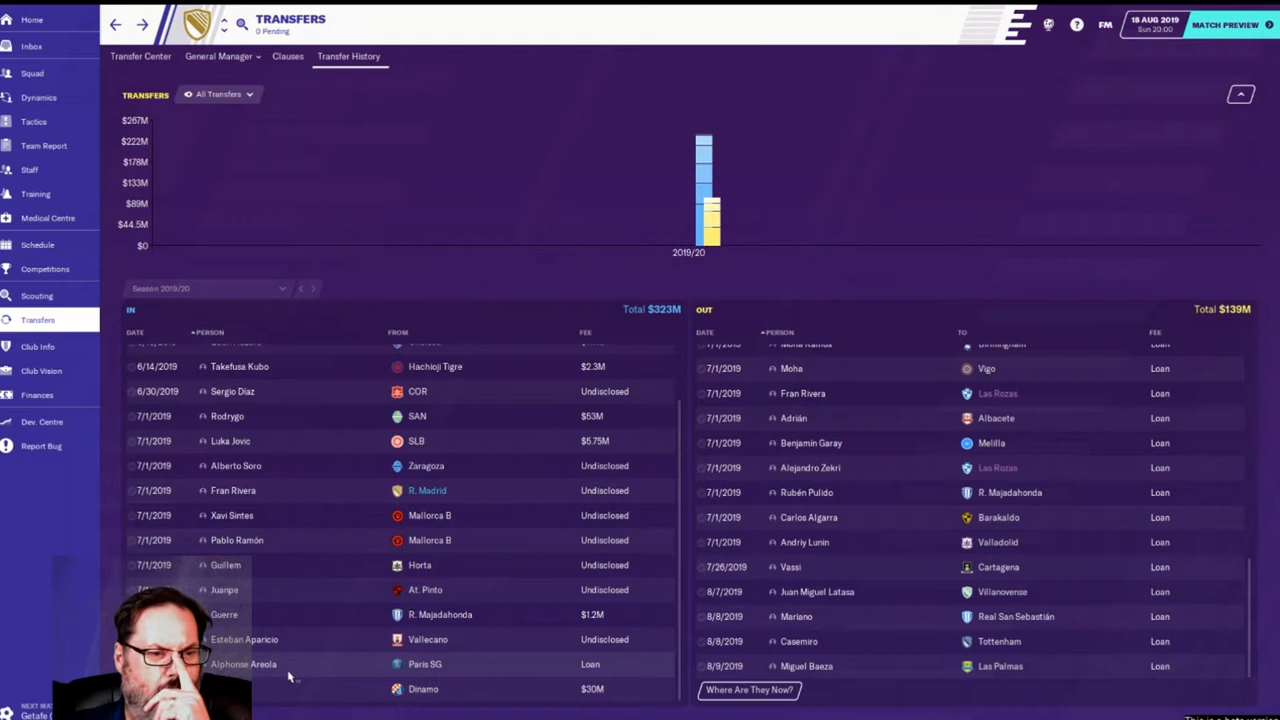 Home
Inbox
Squad
Dynamics
Tactics
Team Report
Staff
Training
Medical Centre
Schedule
Competitions
Scouting
Transfers
Club Info
Club Vision
Finances
Dev. Centre
Report Bug
Getafe
TRANSFERS
0 Pending
? FM 18 AUG 2019 MATCH PREVIEW
Sun 20:00
Transfer Center General Manager Clauses Transfer History
TRANSFERS All Transfers
$267M
$222M
$178M
$133M
$89M
$44.5M
$0
2019/20
Season 2019/20
IN Total $323M
DATE PERSON FROM FEE
6/14/2019 Takefusa Kubo Hachioji Tigre $2.3M
6/30/2019 Sergio Díaz COR Undisclosed
7/1/2019 Rodrygo SAN $53M
7/1/2019 Luka Jovic SLB $5.75M
7/1/2019 Alberto Soro Zaragoza Undisclosed
7/1/2019 Fran Rivera R. Madrid Undisclosed
7/1/2019 Xavi Sintes Mallorca B Undisclosed
7/1/2019 Pablo Ramón Mallorca B Undisclosed
7/1/2019 Guillem Horta Undisclosed
Juanpe At. Pinto Undisclosed
Guerre R. Majadahonda $1.2M
Esteban Aparicio Vallecano Undisclosed
Alphonse Areola Paris SG Loan
Dinamo $30M
OUT Total $139M
DATE PERSON TO FEE
7/1/2019 Moha Ramos Birmingham Loan
7/1/2019 Moha Vigo Loan
7/1/2019 Fran Rivera Las Rozas Loan
7/1/2019 Adrián Albacete Loan
7/1/2019 Benjamín Garay Melilla Loan
7/1/2019 Alejandro Zekri Las Rozas Loan
7/1/2019 Rubén Pulido R. Majadahonda Loan
7/1/2019 Carlos Algarra Barakaldo Loan
7/1/2019 Andriy Lunin Valladolid Loan
7/26/2019 Vassi Cartagena Loan
8/7/2019 Juan Miguel Latasa Villanovense Loan
8/8/2019 Mariano Real San Sebastián Loan
8/8/2019 Casemiro Tottenham Loan
8/9/2019 Miguel Baeza Las Palmas Loan
Where Are They Now?